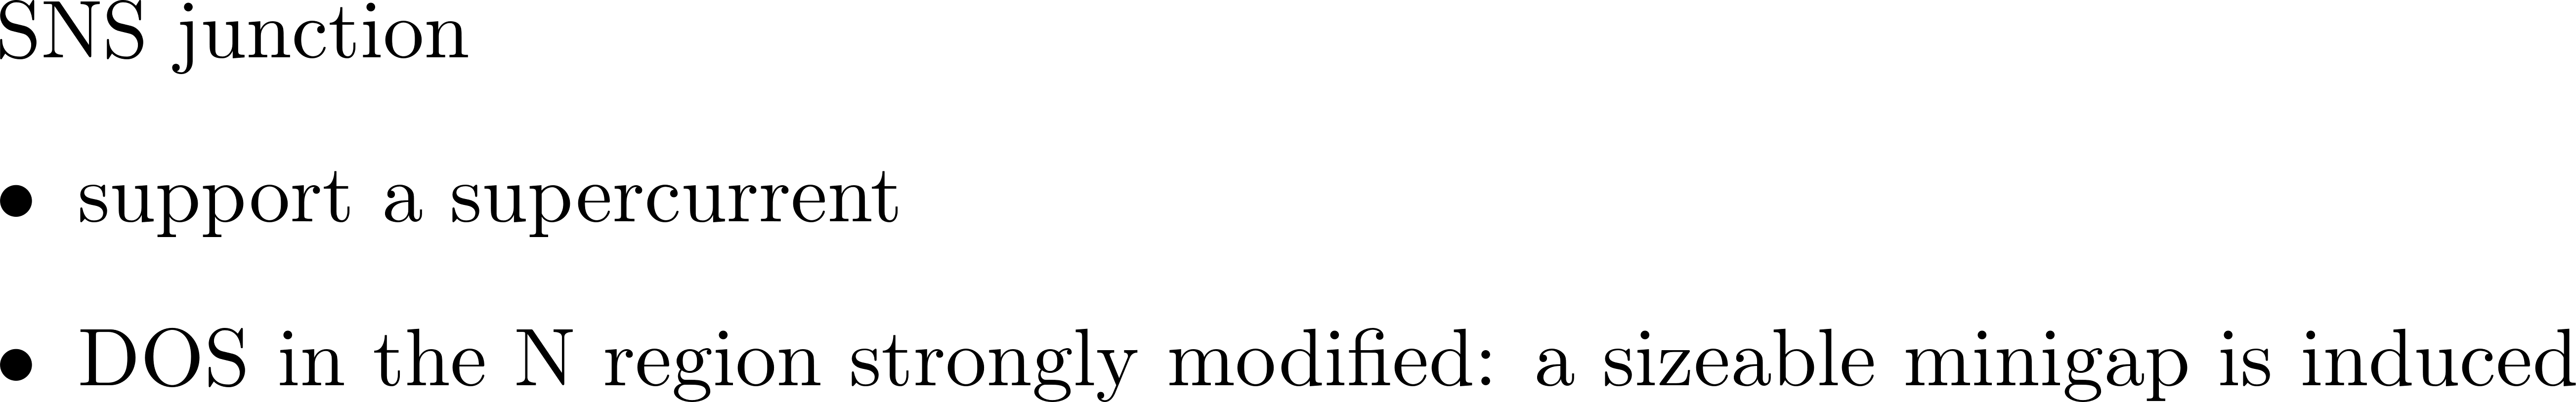 SNS junction
• support a supercurrent
• DOS in the N region strongly modified: a sizeable minigap is induced